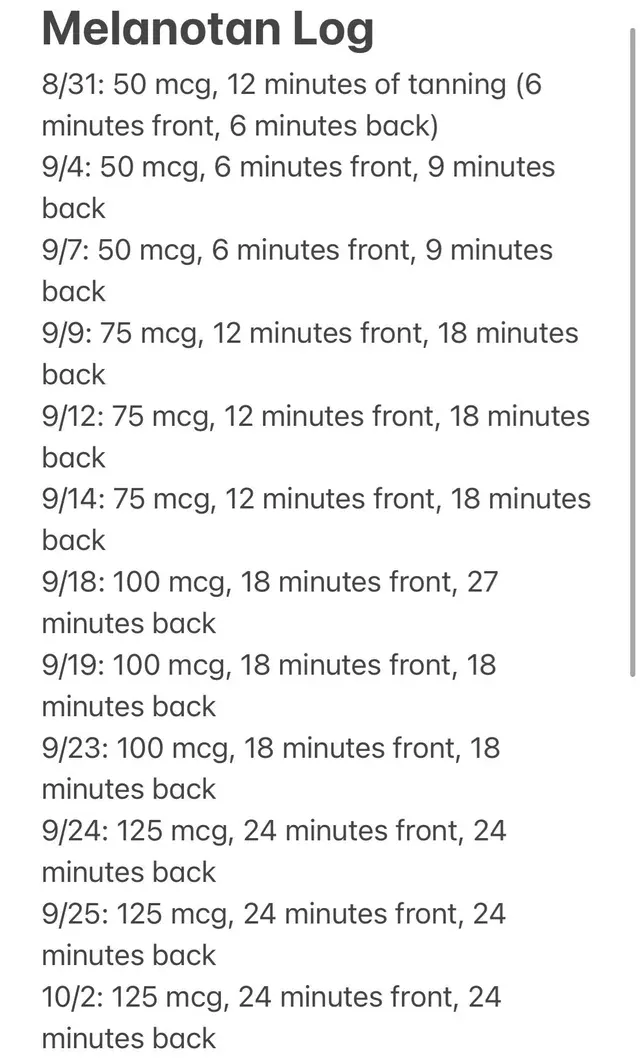 Melanotan Log
8/31: 50 mcg, 12 minutes of tanning (6
minutes front, 6 minutes back)
9/4: 50 mcg, 6 minutes front, 9 minutes
back
9/7: 50 mcg, 6 minutes front, 9 minutes
back
9/9: 75 mcg, 12 minutes front, 18 minutes
back
9/12: 75 mcg, 12 minutes front, 18 minutes
back
9/14: 75 mcg, 12 minutes front, 18 minutes
back
9/18: 100 mcg, 18 minutes front, 27
minutes back
9/19: 100 mcg, 18 minutes front, 18
minutes back
9/23: 100 mcg, 18 minutes front, 18
minutes back
9/24: 125 mcg, 24 minutes front, 24
minutes back
9/25: 125 mcg, 24 minutes front, 24
minutes back
10/2: 125 mcg, 24 minutes front, 24
minutes back